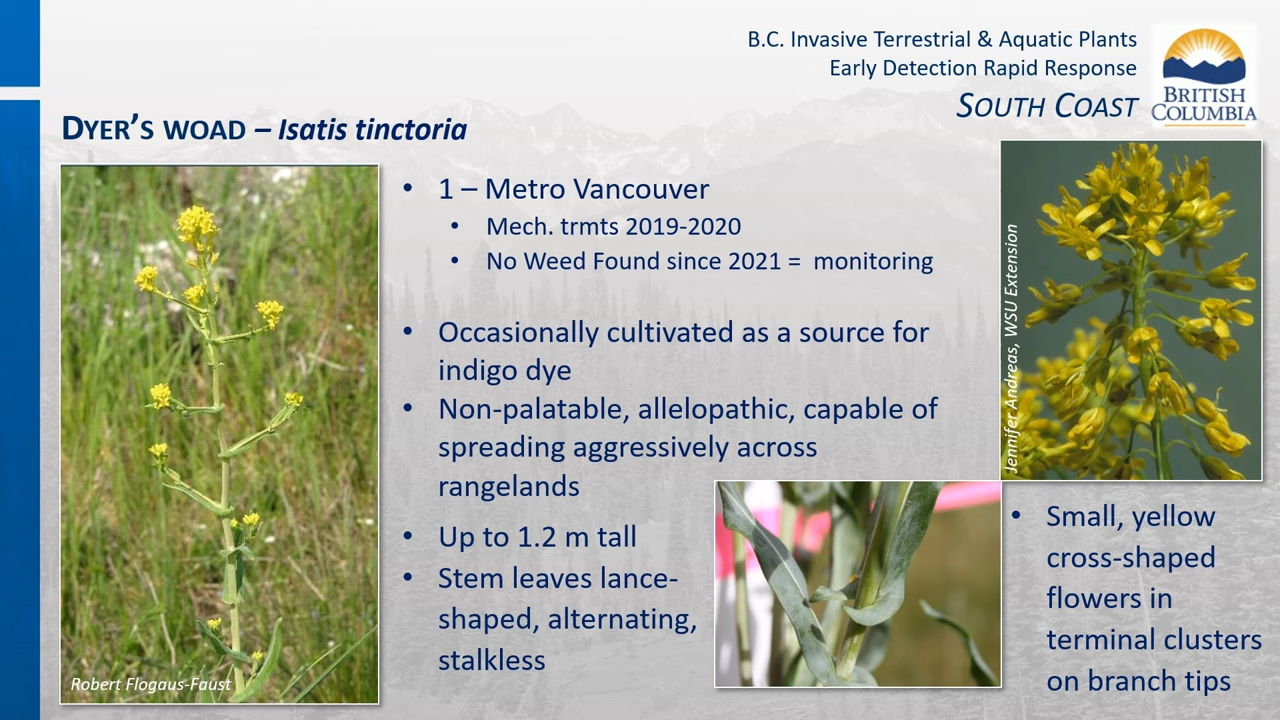 B.C. Invasive Terrestrial & Aquatic Plants
Early Detection Rapid Response
SOUTH COAST
BRITISH
COLUMBIA
DYER'S WOAD – Isatis tinctoria
• 1 – Metro Vancouver
• Mech. trmts 2019-2020
• No Weed Found since 2021 = monitoring
• Occasionally cultivated as a source for
indigo dye
• Non-palatable, allelopathic, capable of
spreading aggressively across
rangelands
• Up to 1.2 m tall
• Stem leaves lance-
shaped, alternating,
stalkless
Robert Flogaus-Faust
Jennifer Andreas, WSU Extension
• Small, yellow
cross-shaped
flowers in
terminal clusters
on branch tips